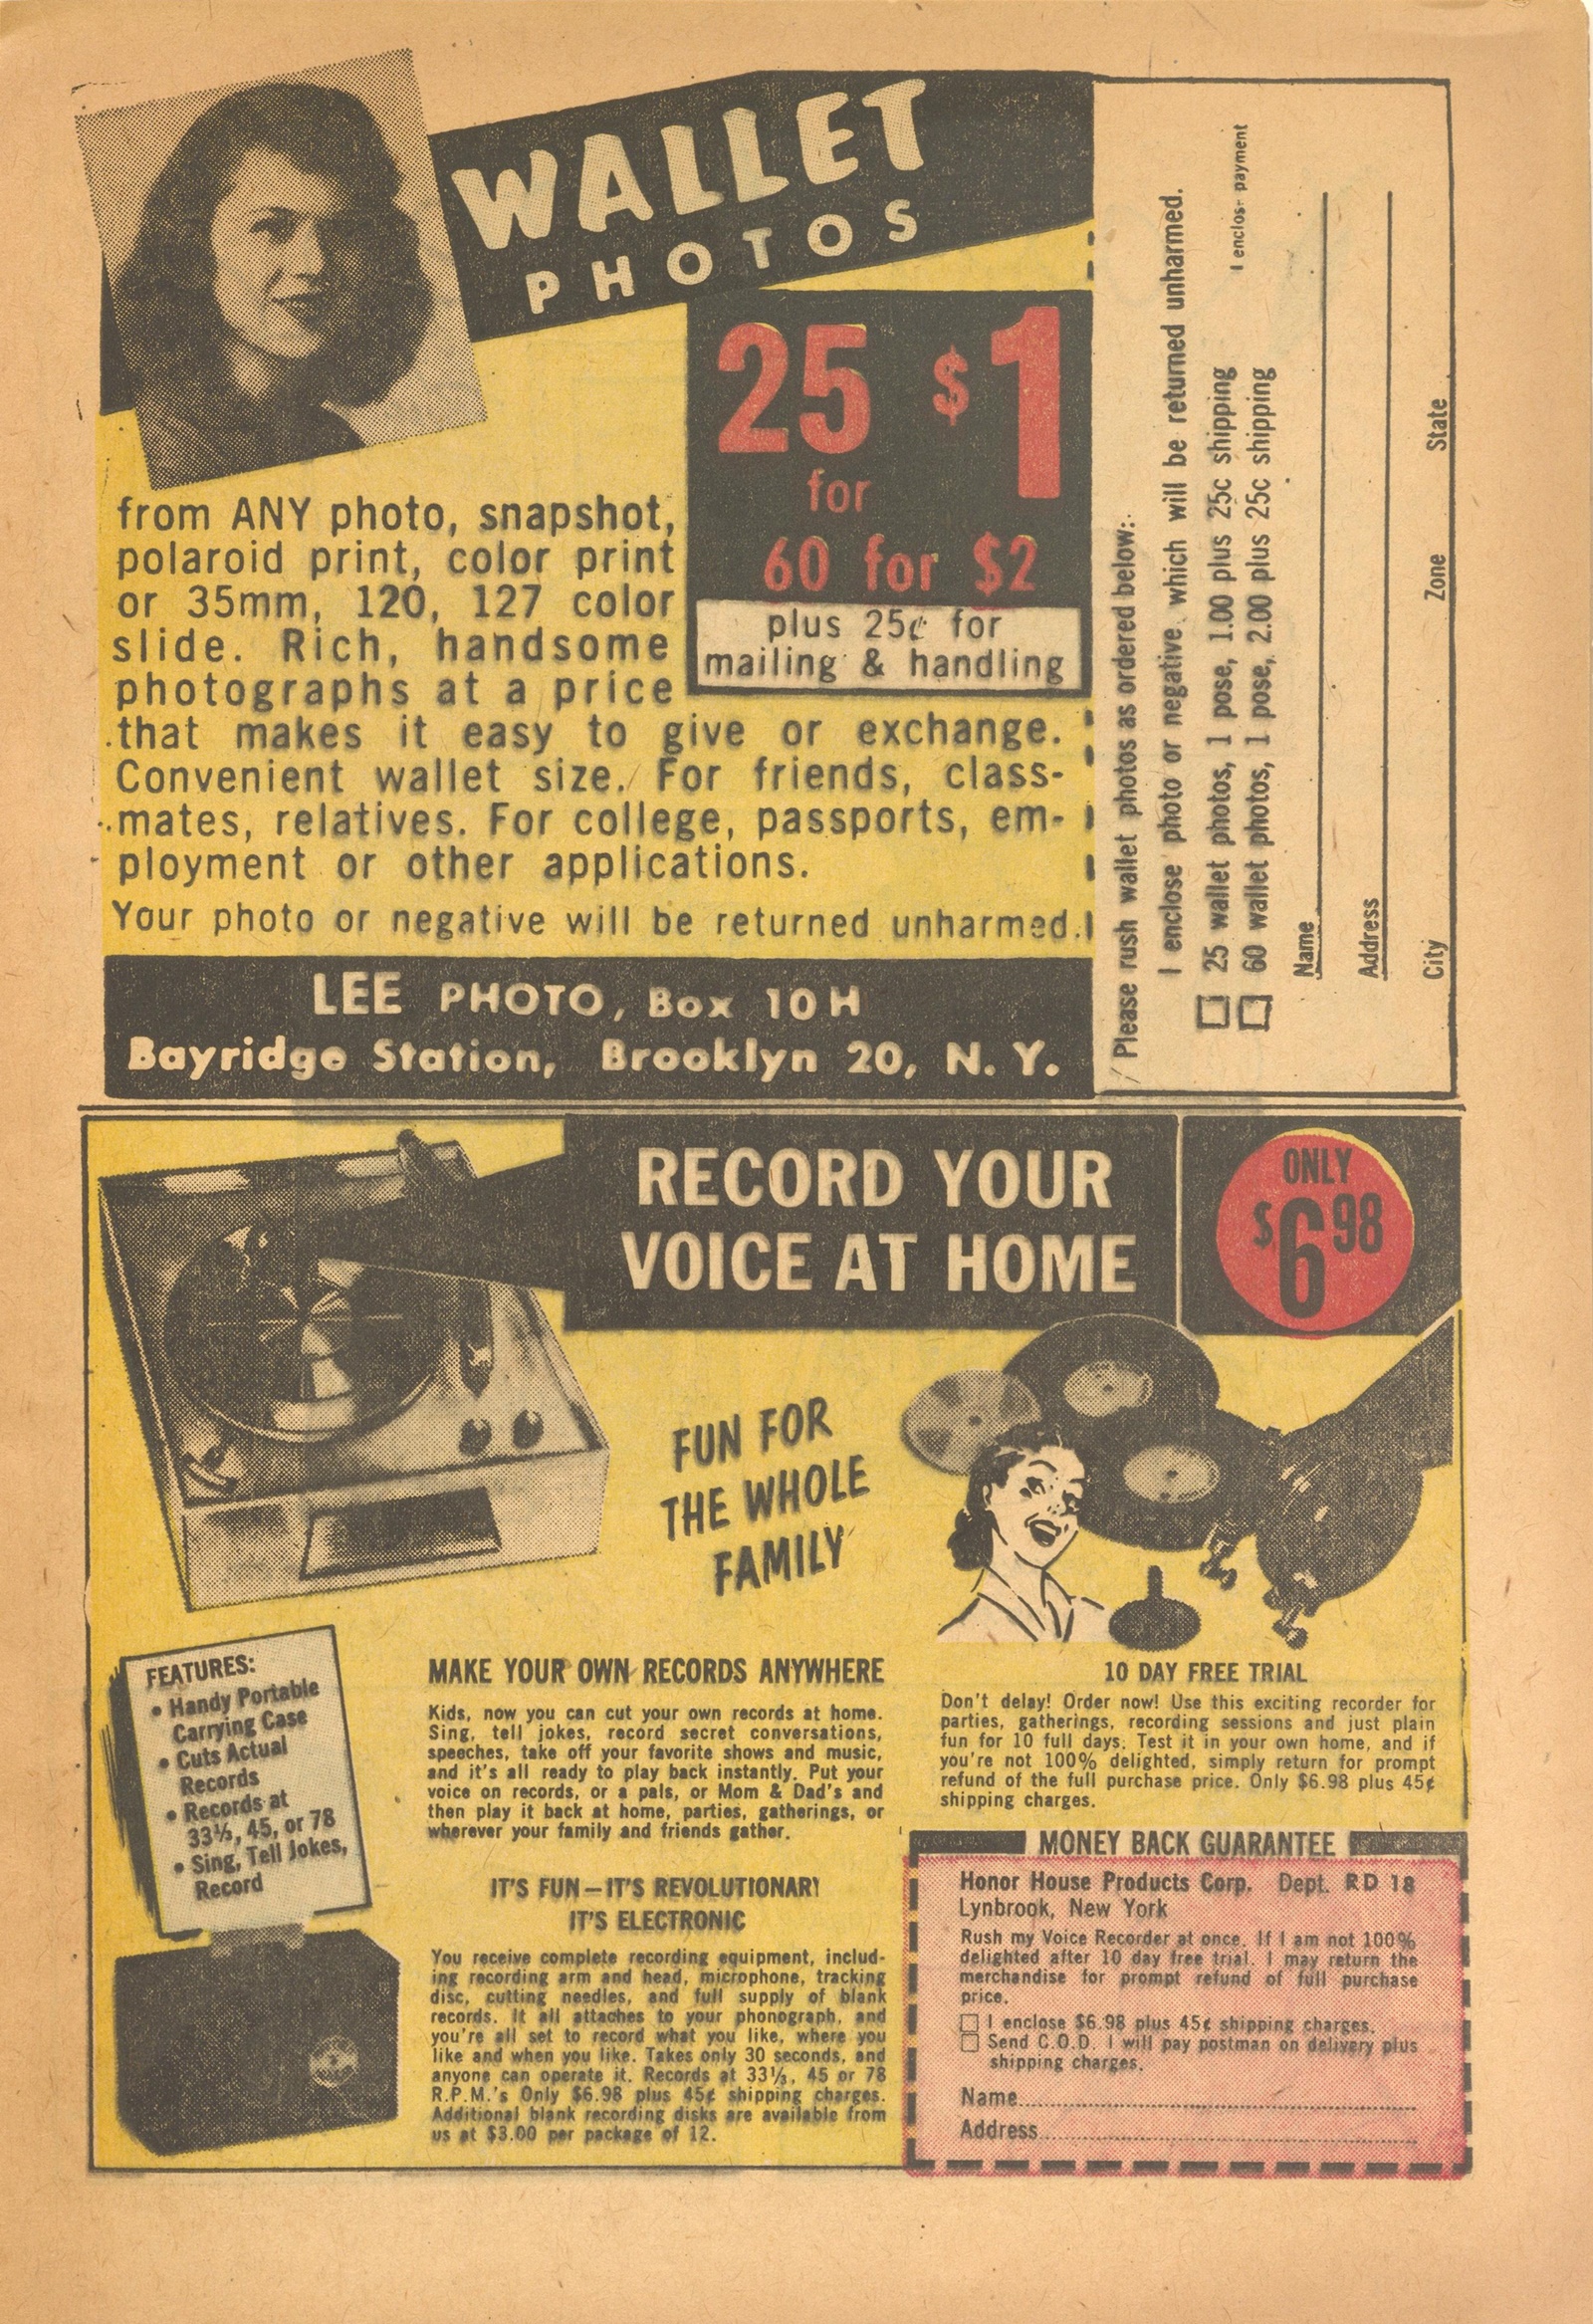 WALLET
PHOTOS
25 $1
for
60 for $2
plus 25¢ for
mailing & handling
from ANY photo, snapshot,
polaroid print, color print
or 35mm, 120, 127 color
slide. Rich, handsome
photographs at a price
that makes it easy to give or exchange.
Convenient wallet size. For friends, class-
mates, relatives. For college, passports, em-
ployment or other applications.
Your photo or negative will be returned unharmed.
LEE PHOTO, Box 10H
Bayridge Station, Brooklyn 20, N. Y.
Please rush wallet photos as ordered below:
I enclose photo or negative which will be returned unharmed.
25 wallet photos, 1 pose, 1.00 plus 25c shipping
I enclos payment
60 wallet photos, 1 pose, 2.00 plus 25c shipping
Name
Address
City Zone State
RECORD YOUR
VOICE AT HOME
ONLY
$6 98
FUN FOR
THE WHOLE
FAMILY
FEATURES:
• Handy Portable
Carrying Case
• Cuts Actual
Records
• Records at
33⅓, 45, or 78
• Sing, Tell Jokes,
Record
MAKE YOUR OWN RECORDS ANYWHERE
Kids, now you can cut your own records at home.
Sing, tell jokes, record secret conversations,
speeches, take off your favorite shows and music,
and it's all ready to play back instantly. Put your
voice on records, or a pals, or Mom & Dad's and
then play it back at home, parties, gatherings, or
wherever your family and friends gather.
IT'S FUN—IT'S REVOLUTIONARY
IT'S ELECTRONIC
You receive complete recording equipment, includ-
ing recording arm and head, microphone, tracking
disc, cutting needles, and full supply of blank
records. It all attaches to your phonograph, and
you're all set to record what you like, where you
like and when you like. Takes only 30 seconds, and
anyone can operate it. Records at 33⅓, 45 or 78
R.P.M.'s Only $6.98 plus 45¢ shipping charges.
Additional blank recording disks are available from
us at $3.00 per package of 12.
10 DAY FREE TRIAL
Don't delay! Order now! Use this exciting recorder for
parties, gatherings, recording sessions and just plain
fun for 10 full days. Test it in your own home, and if
you're not 100% delighted, simply return for prompt
refund of the full purchase price. Only $6.98 plus 45¢
shipping charges.
MONEY BACK GUARANTEE
Honor House Products Corp. Dept. RD 18
Lynbrook, New York
Rush my Voice Recorder at once. If I am not 100%
delighted after 10 day free trial. I may return the
merchandise for prompt refund of full purchase
price.
I enclose $6.98 plus 45¢ shipping charges.
Send C.O.D. I will pay postman on delivery plus
shipping charges.
Name
Address